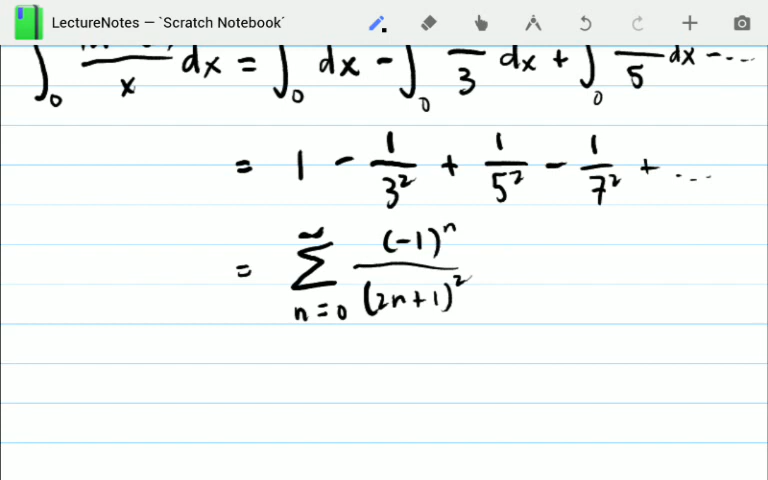 LectureNotes — `Scratch Notebook´
∫₀ —/x dx = ∫₀ dx - ∫₀ —/3 dx + ∫₀ —/5 dx - ...
= 1 - 1/3² + 1/5² - 1/7² + ...
= ∑_{n=0}^{∞} (-1)ⁿ/(2n+1)²